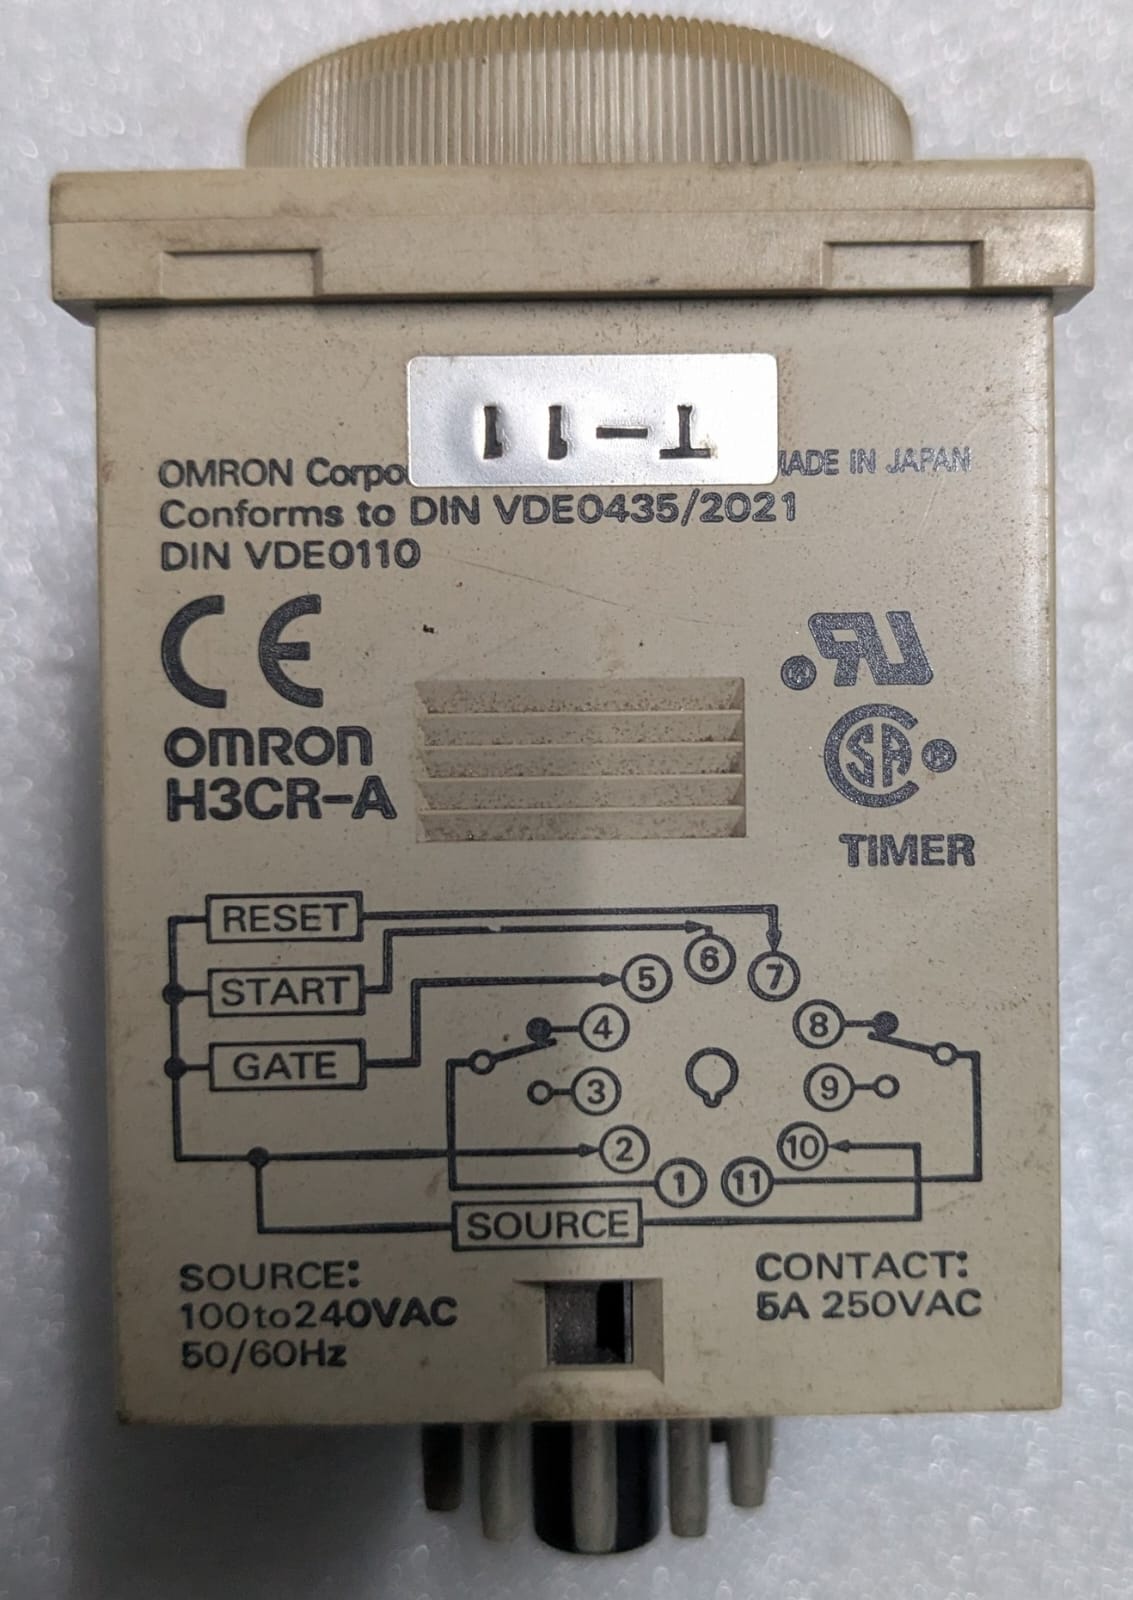 T-11
OMRON Corpo
MADE IN JAPAN
Conforms to DIN VDE0435/2021
DIN VDE0110
CE
RU
OMRON
H3CR-A
SA
TIMER
RESET
START
GATE
6
5
7
4
8
3
9
2
10
1
11
SOURCE
SOURCE:
100to240VAC
50/60Hz
CONTACT:
5A 250VAC